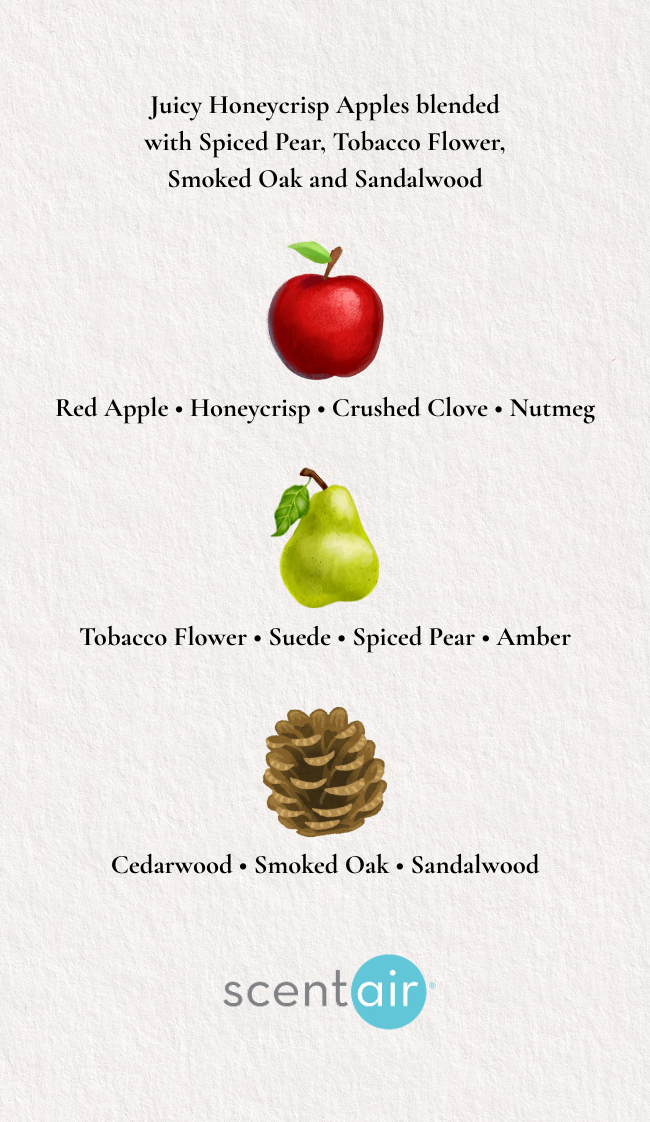 Juicy Honeycrisp Apples blended
with Spiced Pear, Tobacco Flower,
Smoked Oak and Sandalwood
Red Apple • Honeycrisp • Crushed Clove • Nutmeg
Tobacco Flower • Suede • Spiced Pear • Amber
Cedarwood • Smoked Oak • Sandalwood
scentair®